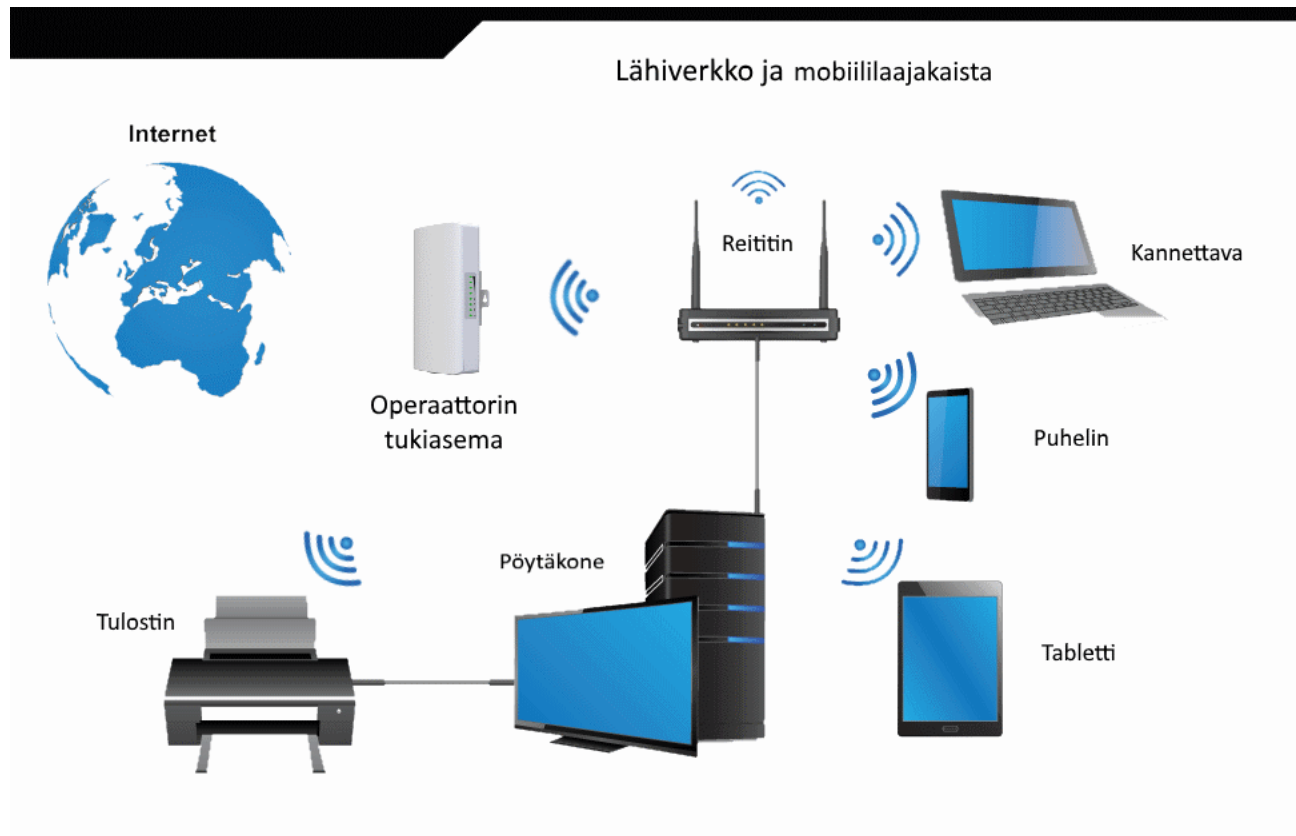 Lähiverkko ja mobiililaajakaista
Internet
Reititin
Kannettava
Operaattorin
tukiasema
Puhelin
Pöytäkone
Tulostin
Tabletti